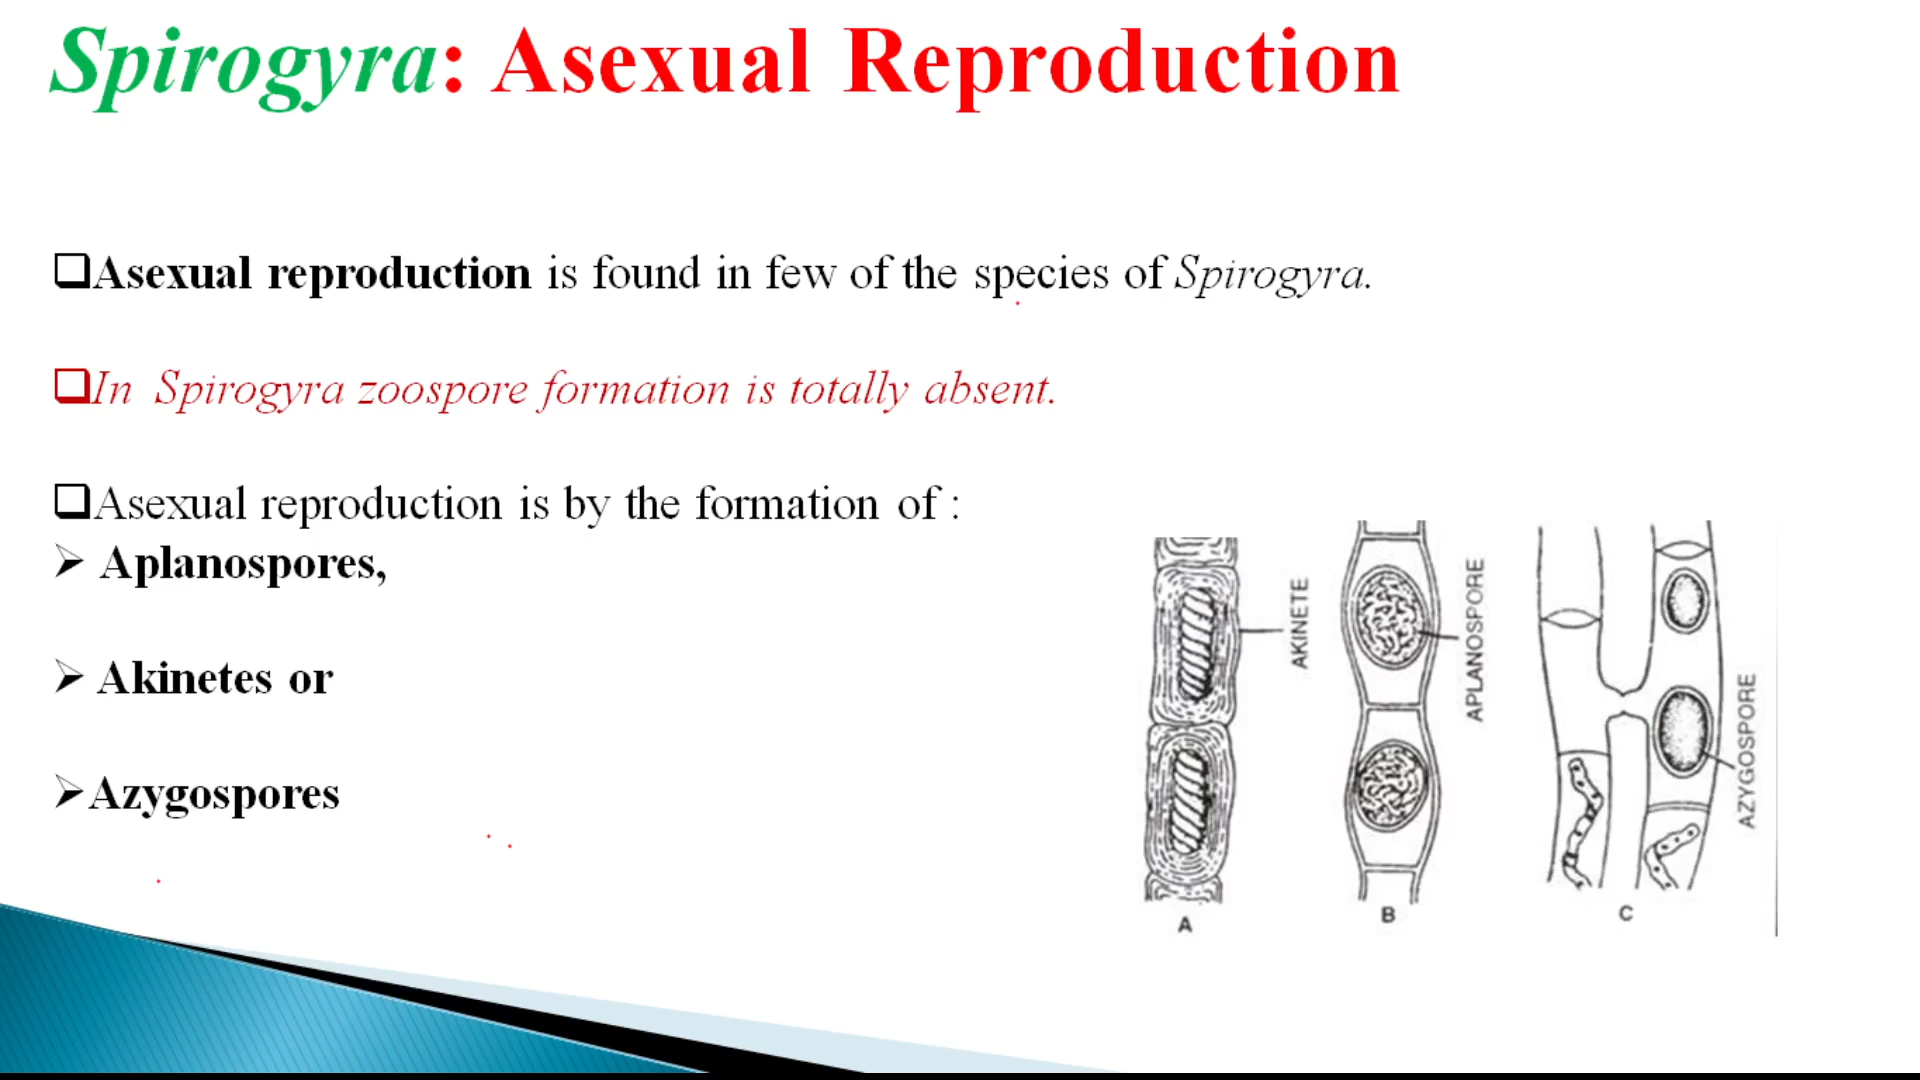 Spirogyra: Asexual Reproduction
❑Asexual reproduction is found in few of the species of Spirogyra.
❑In Spirogyra zoospore formation is totally absent.
❑Asexual reproduction is by the formation of :
➢ Aplanospores,
➢ Akinetes or
➢Azygospores
AKINETE
APLANOSPORE
AZYGOSPORE
A
B
C